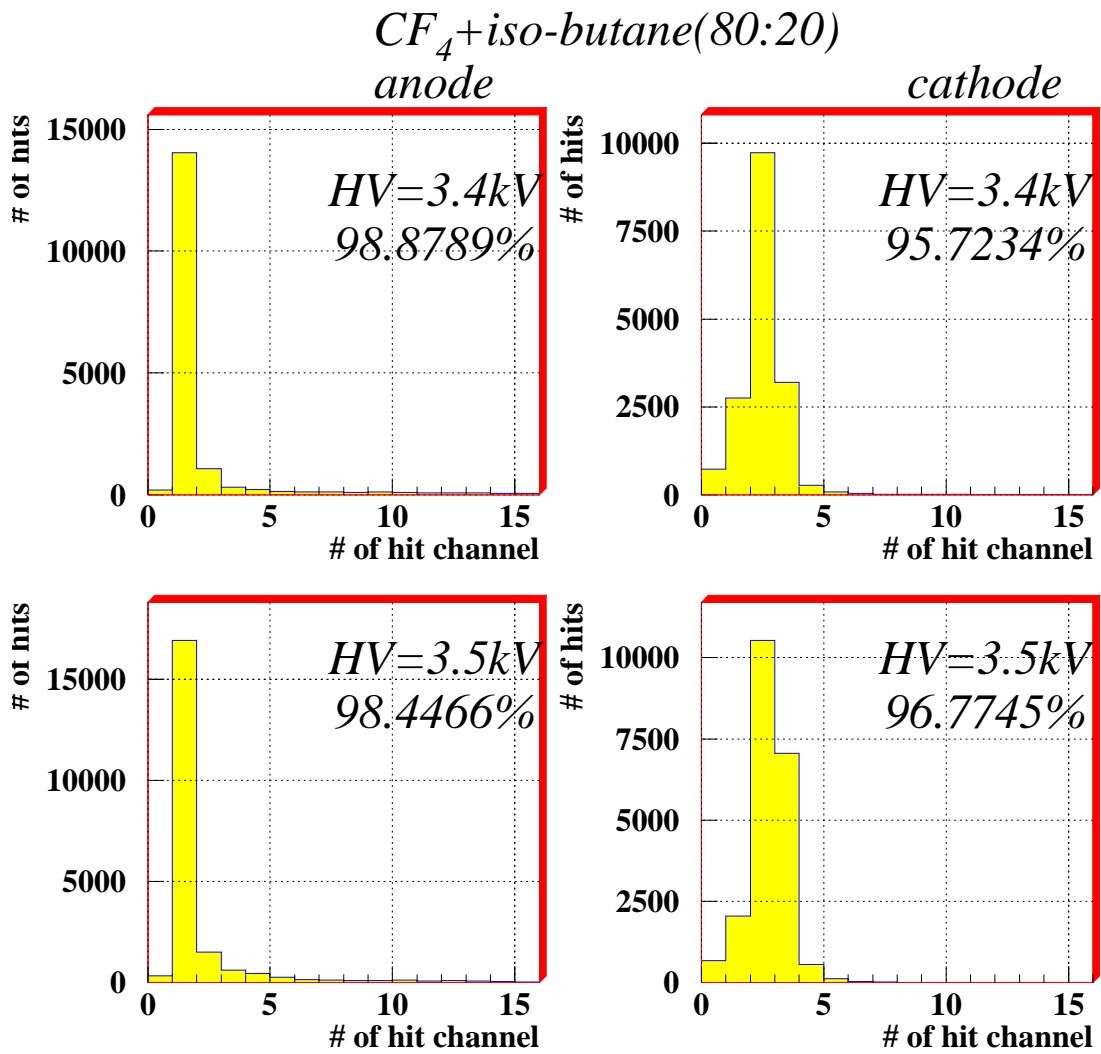 CF4+iso-butane(80:20)
anode
cathode
# of hits
15000
10000
5000
0
HV=3.4kV
98.8789%
0 5 10 15
# of hit channel
# of hits
10000
7500
5000
2500
0
HV=3.4kV
95.7234%
0 5 10 15
# of hit channel
# of hits
15000
10000
5000
0
HV=3.5kV
98.4466%
0 5 10 15
# of hit channel
# of hits
10000
7500
5000
2500
0
HV=3.5kV
96.7745%
0 5 10 15
# of hit channel